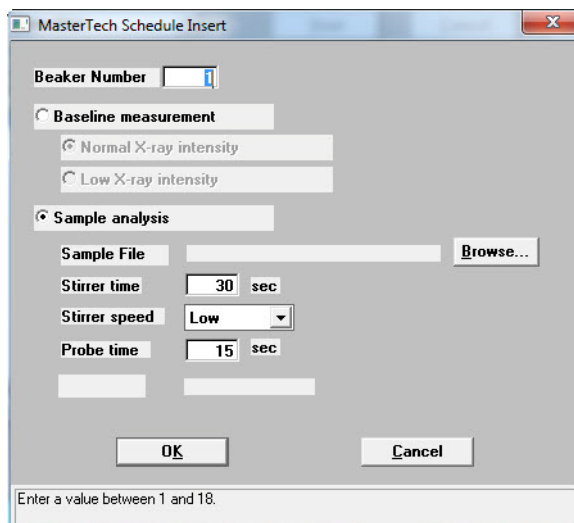 MasterTech Schedule Insert
Beaker Number 1
Baseline measurement
Normal X-ray intensity
Low X-ray intensity
Sample analysis
Sample File Browse...
Stirrer time 30 sec
Stirrer speed Low
Probe time 15 sec
OK Cancel
Enter a value between 1 and 18.